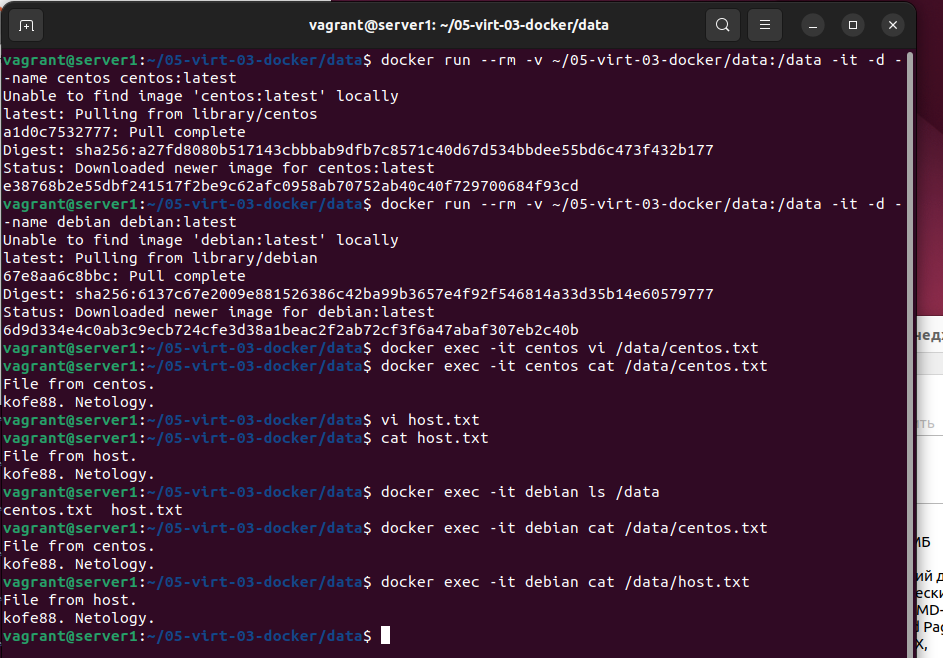 vagrant@server1: ~/05-virt-03-docker/data
vagrant@server1:~/05-virt-03-docker/data$ docker run --rm -v ~/05-virt-03-docker/data:/data -it -d -
-name centos centos:latest
Unable to find image 'centos:latest' locally
latest: Pulling from library/centos
a1d0c7532777: Pull complete
Digest: sha256:a27fd8080b517143cbbbab9dfb7c8571c40d67d534bbdee55bd6c473f432b177
Status: Downloaded newer image for centos:latest
e38768b2e55dbf241517f2be9c62afc0958ab70752ab40c40f729700684f93cd
vagrant@server1:~/05-virt-03-docker/data$ docker run --rm -v ~/05-virt-03-docker/data:/data -it -d -
-name debian debian:latest
Unable to find image 'debian:latest' locally
latest: Pulling from library/debian
67e8aa6c8bbc: Pull complete
Digest: sha256:6137c67e2009e881526386c42ba99b3657e4f92f546814a33d35b14e60579777
Status: Downloaded newer image for debian:latest
6d9d334e4c0ab3c9ecb724cfe3d38a1beac2f2ab72cf3f6a47abaf307eb2c40b
vagrant@server1:~/05-virt-03-docker/data$ docker exec -it centos vi /data/centos.txt
vagrant@server1:~/05-virt-03-docker/data$ docker exec -it centos cat /data/centos.txt
File from centos.
kofe88. Netology.
vagrant@server1:~/05-virt-03-docker/data$ vi host.txt
vagrant@server1:~/05-virt-03-docker/data$ cat host.txt
File from host.
kofe88. Netology.
vagrant@server1:~/05-virt-03-docker/data$ docker exec -it debian ls /data
centos.txt  host.txt
vagrant@server1:~/05-virt-03-docker/data$ docker exec -it debian cat /data/centos.txt
File from centos.
kofe88. Netology.
vagrant@server1:~/05-virt-03-docker/data$ docker exec -it debian cat /data/host.txt
File from host.
kofe88. Netology.
vagrant@server1:~/05-virt-03-docker/data$